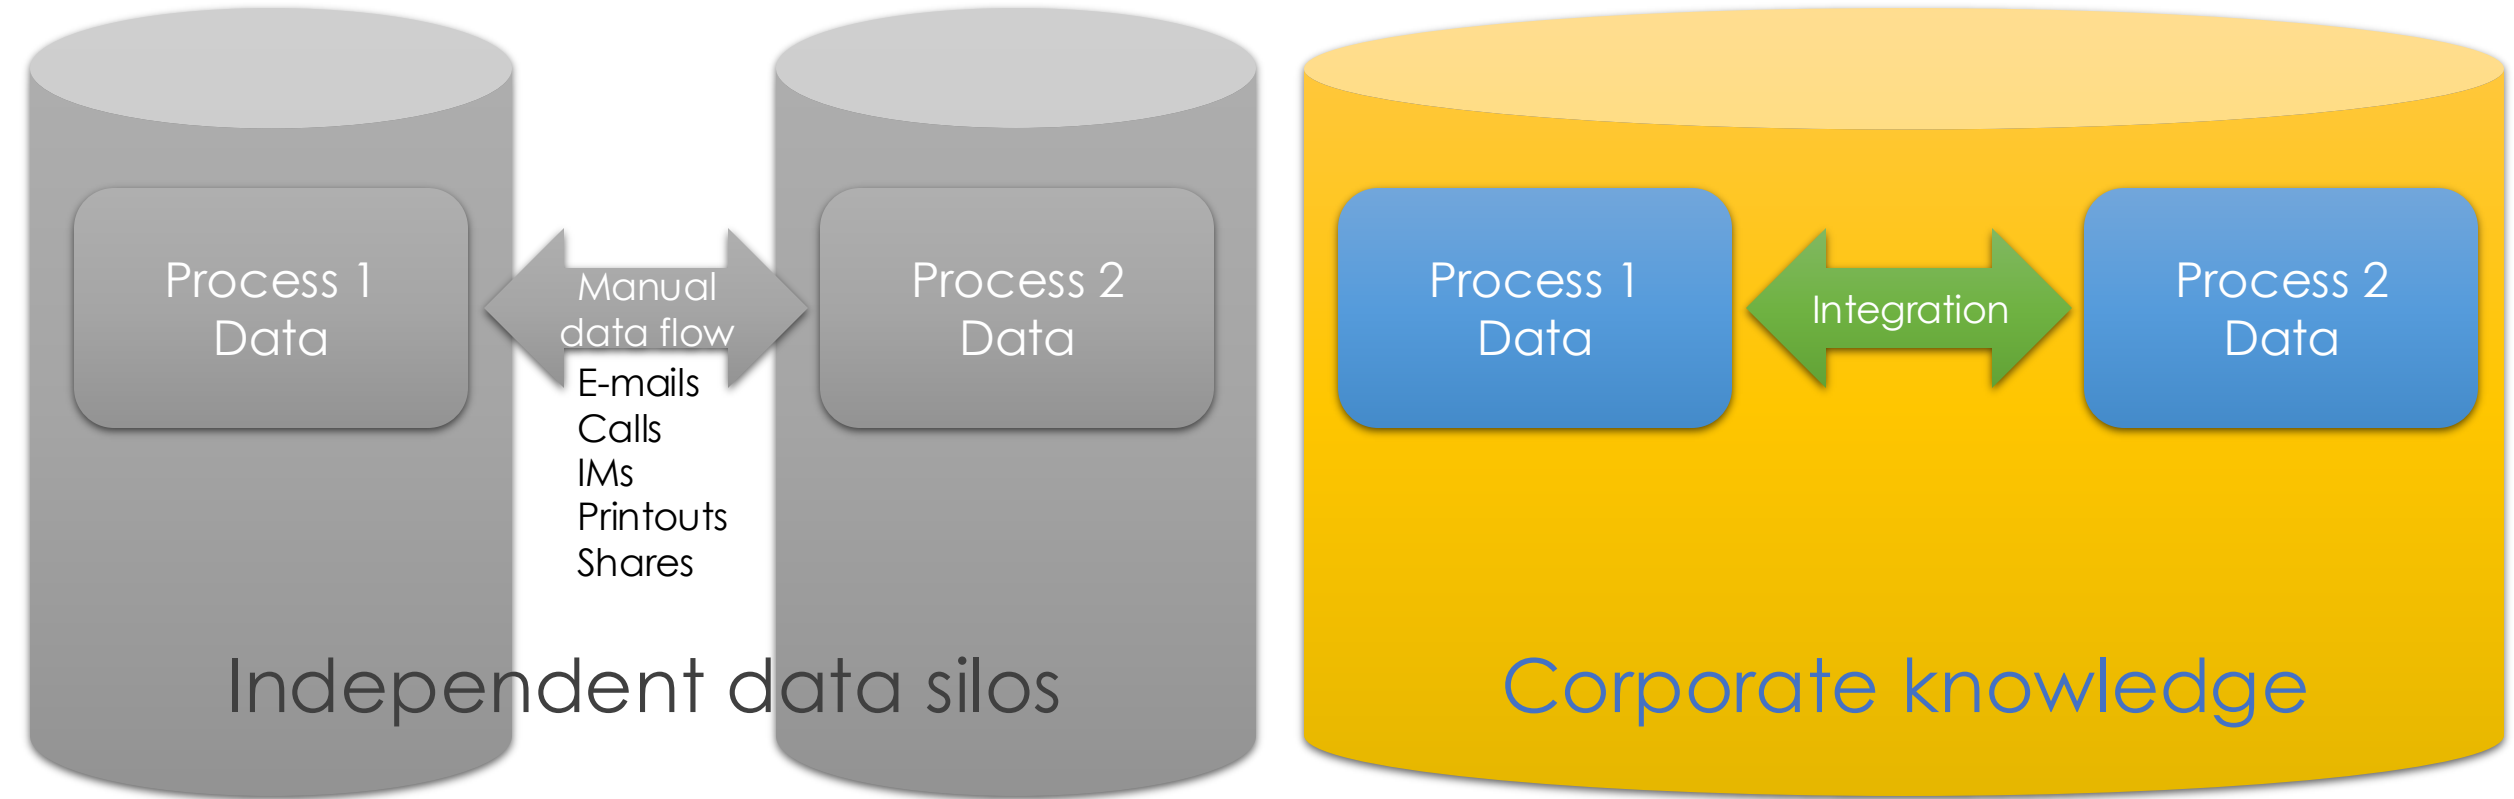 Process 1
Data
Manual
data flow
E-mails
Calls
IMs
Printouts
Shares
Process 2
Data
Independent data silos
Process 1
Data
Integration
Process 2
Data
Corporate knowledge